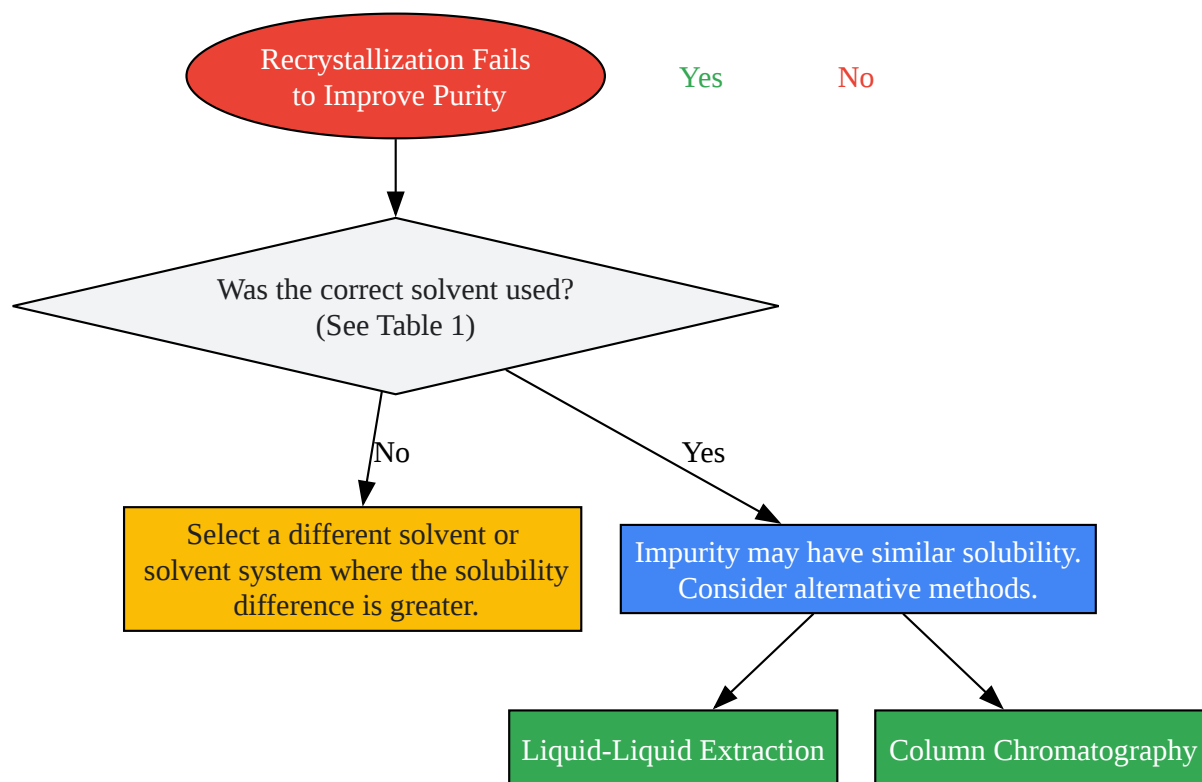 Recrystallization Fails
to Improve Purity
Yes
No
Was the correct solvent used?
(See Table 1)
No
Yes
Select a different solvent or
solvent system where the solubility
difference is greater.
Impurity may have similar solubility.
Consider alternative methods.
Liquid-Liquid Extraction
Column Chromatography